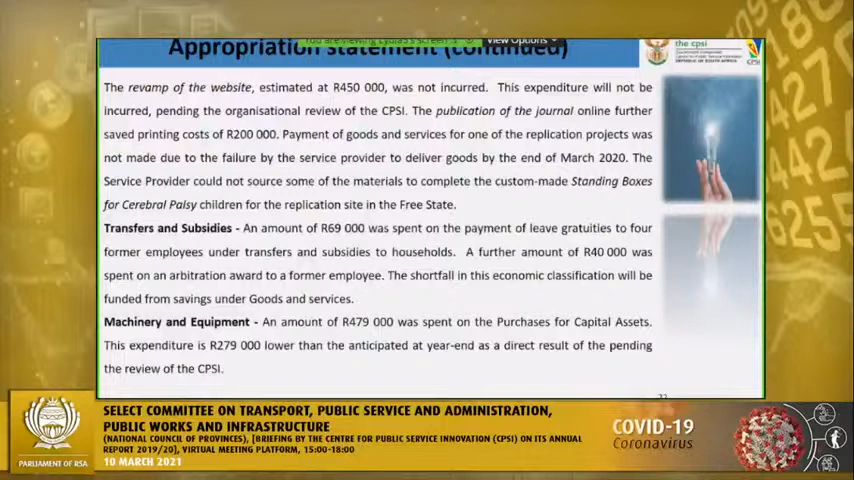 Appropriation Statement (continued)
You are viewing Lydia's screen
View Options
the cpsi
REPUBLIC OF SOUTH AFRICA
CPSI
The revamp of the website, estimated at R450 000, was not incurred. This expenditure will not be
incurred, pending the organisational review of the CPSI. The publication of the journal online further
saved printing costs of R200 000. Payment of goods and services for one of the replication projects was
not made due to the failure by the service provider to deliver goods by the end of March 2020. The
Service Provider could not source some of the materials to complete the custom-made Standing Boxes
for Cerebral Palsy children for the replication site in the Free State.
Transfers and Subsidies - An amount of R69 000 was spent on the payment of leave gratuities to four
former employees under transfers and subsidies to households. A further amount of R40 000 was
spent on an arbitration award to a former employee. The shortfall in this economic classification will be
funded from savings under Goods and services.
Machinery and Equipment - An amount of R479 000 was spent on the Purchases for Capital Assets.
This expenditure is R279 000 lower than the anticipated at year-end as a direct result of the pending
the review of the CPSI.
SELECT COMMITTEE ON TRANSPORT, PUBLIC SERVICE AND ADMINISTRATION,
PUBLIC WORKS AND INFRASTRUCTURE
(NATIONAL COUNCIL OF PROVINCES), [BRIEFING BY THE CENTRE FOR PUBLIC SERVICE INNOVATION (CPSI) ON ITS ANNUAL
REPORT 2019/20], VIRTUAL MEETING PLATFORM, 15:00-18:00
10 MARCH 2021
PARLIAMENT OF RSA
COVID-19
Coronavirus